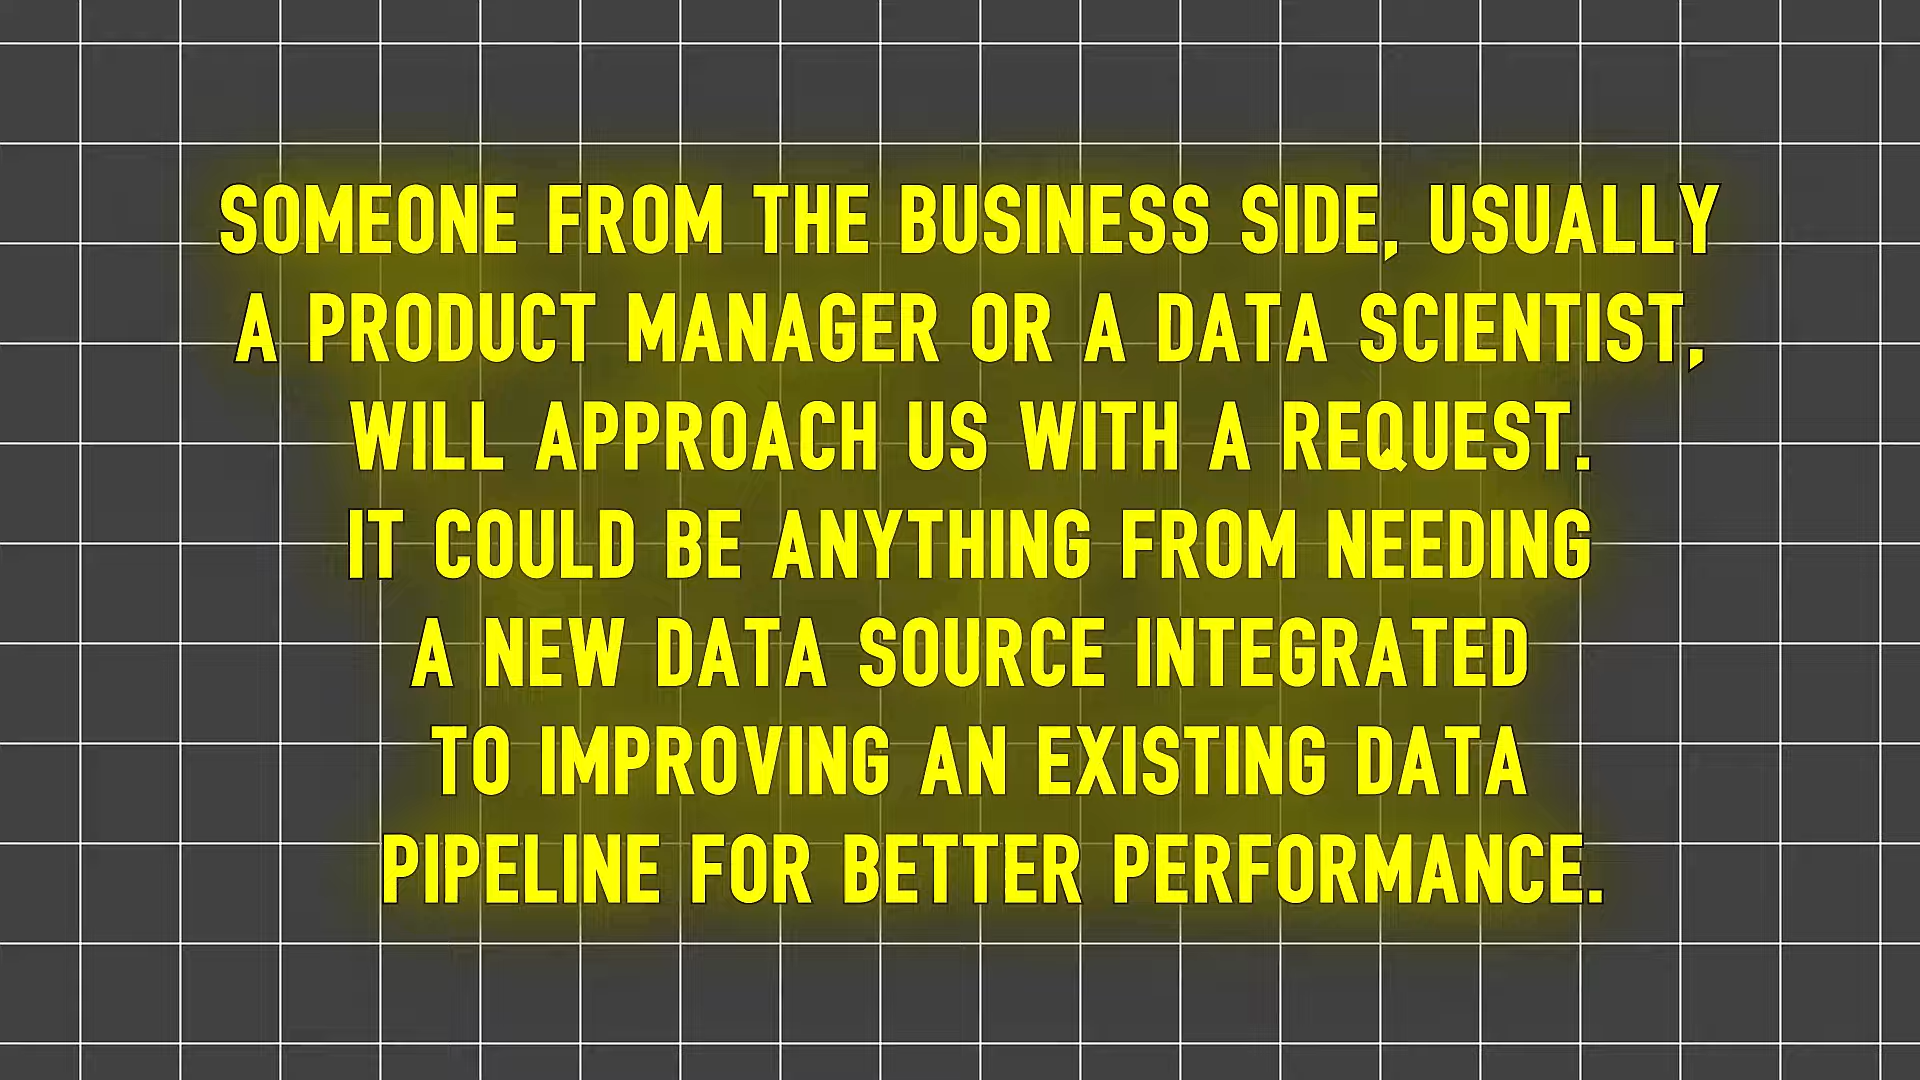 SOMEONE FROM THE BUSINESS SIDE, USUALLY
A PRODUCT MANAGER OR A DATA SCIENTIST,
WILL APPROACH US WITH A REQUEST.
IT COULD BE ANYTHING FROM NEEDING
A NEW DATA SOURCE INTEGRATED
TO IMPROVING AN EXISTING DATA
PIPELINE FOR BETTER PERFORMANCE.